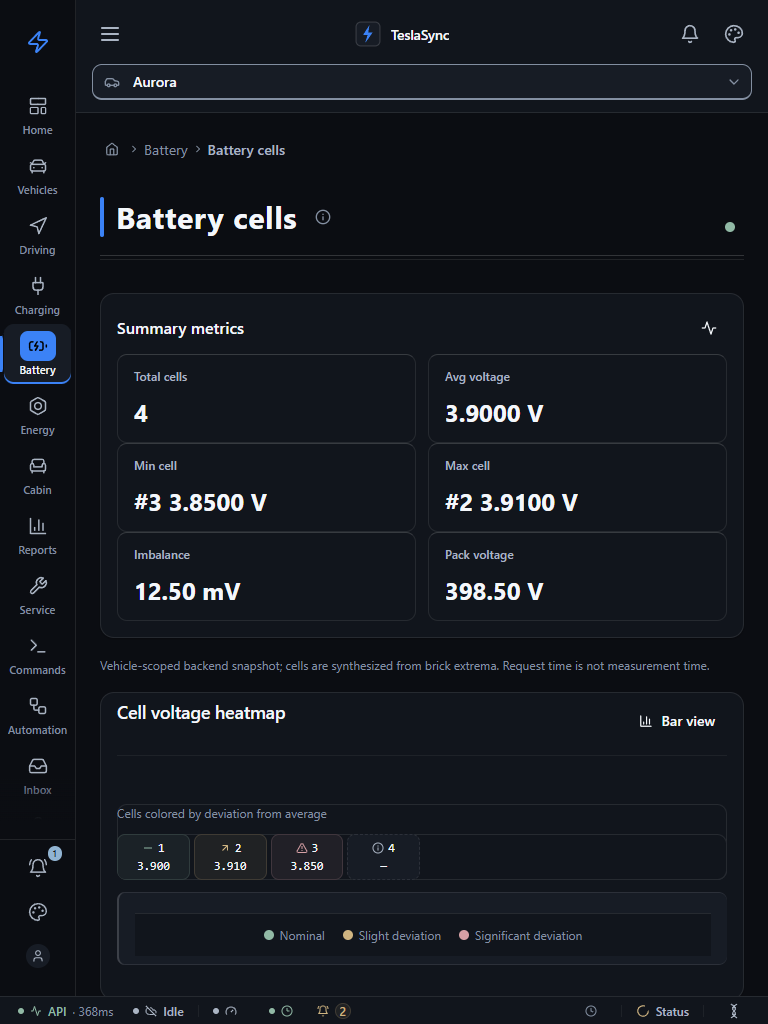 TeslaSync
Aurora
Home
Vehicles
Driving
Charging
Battery
Energy
Cabin
Reports
Service
Commands
Automation
Inbox
1
Battery
Battery cells
Battery cells
Summary metrics
Total cells
4
Avg voltage
3.9000 V
Min cell
#3 3.8500 V
Max cell
#2 3.9100 V
Imbalance
12.50 mV
Pack voltage
398.50 V
Vehicle-scoped backend snapshot; cells are synthesized from brick extrema. Request time is not measurement time.
Cell voltage heatmap
Bar view
Cells colored by deviation from average
1
3.900
2
3.910
3
3.850
4
—
Nominal
Slight deviation
Significant deviation
API · 368ms
Idle
2
Status